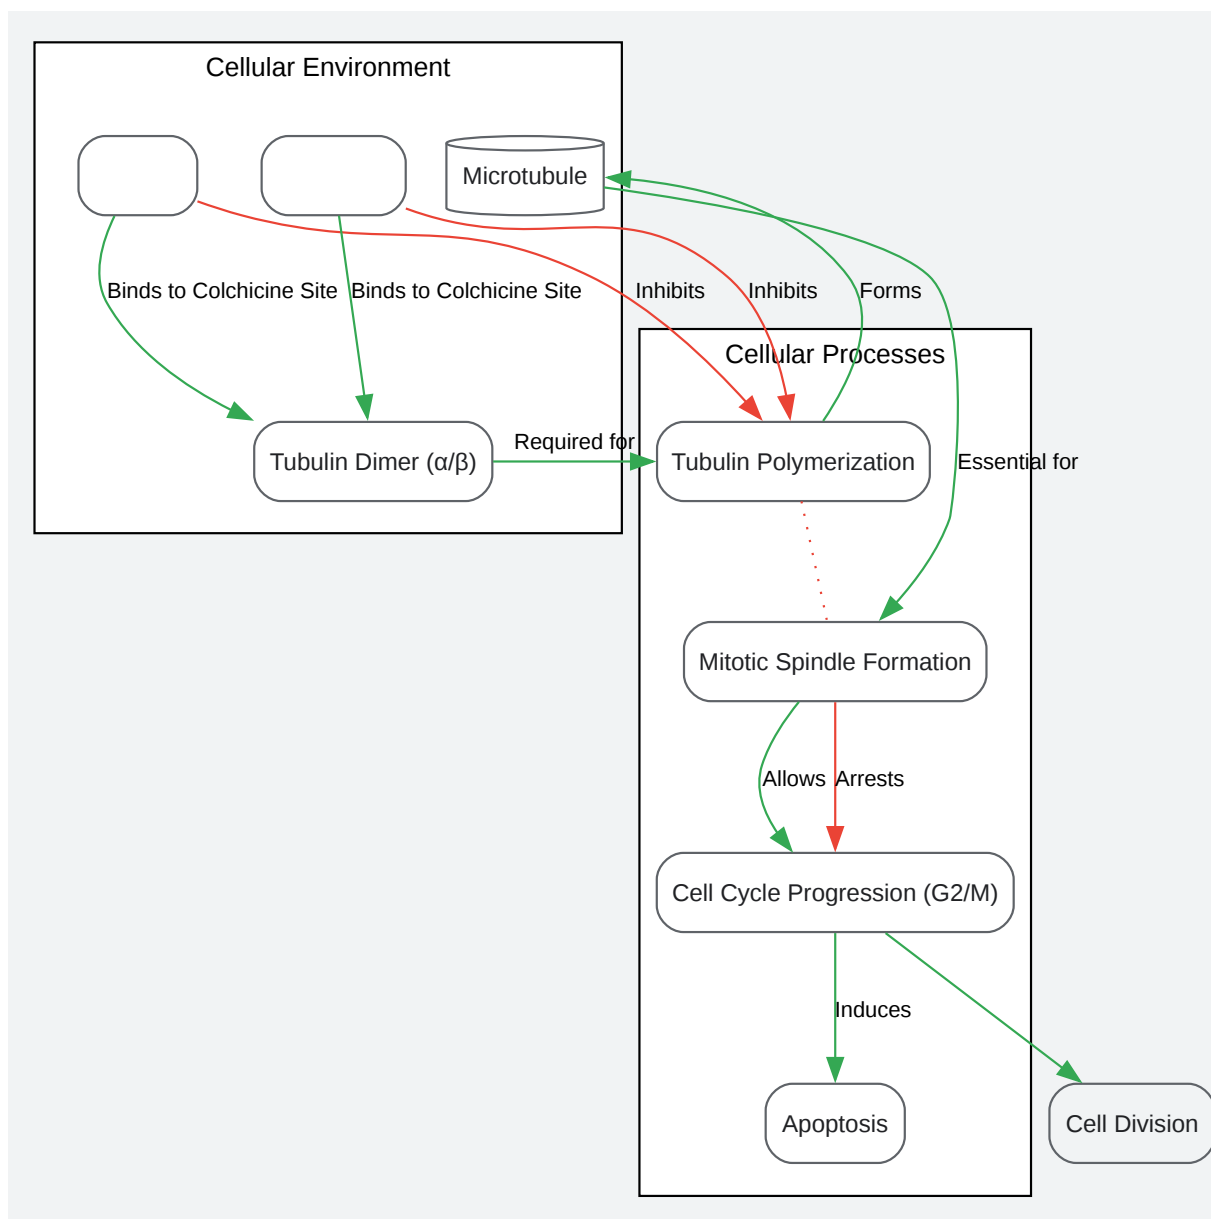 Cellular Environment
Microtubule
Binds to Colchicine Site
Binds to Colchicine Site
Inhibits
Inhibits
Forms
Cellular Processes
Tubulin Dimer (α/β)
Required for
Tubulin Polymerization
Essential for
Mitotic Spindle Formation
Allows
Arrests
Cell Cycle Progression (G2/M)
Induces
Apoptosis
Cell Division